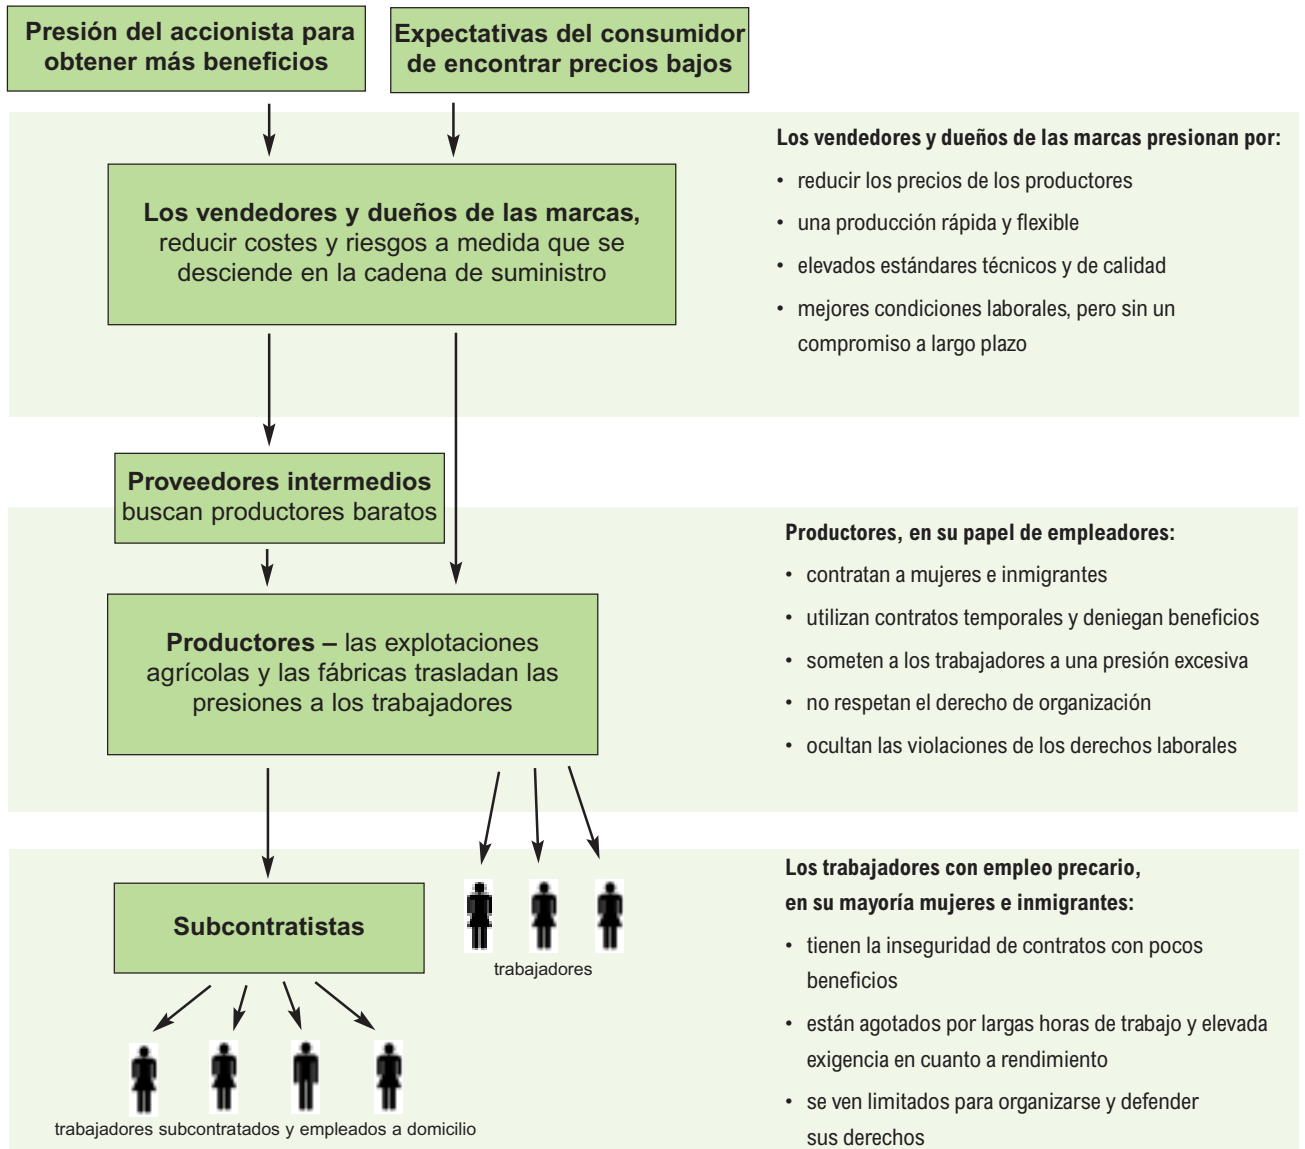 Presión del accionista para
obtener más beneficios
Expectativas del consumidor
de encontrar precios bajos
Los vendedores y dueños de las marcas,
reducir costes y riesgos a medida que se
desciende en la cadena de suministro
Los vendedores y dueños de las marcas presionan por:
• reducir los precios de los productores
• una producción rápida y flexible
• elevados estándares técnicos y de calidad
• mejores condiciones laborales, pero sin un
compromiso a largo plazo
Proveedores intermedios
buscan productores baratos
Productores – las explotaciones
agrícolas y las fábricas trasladan las
presiones a los trabajadores
Productores, en su papel de empleadores:
• contratan a mujeres e inmigrantes
• utilizan contratos temporales y deniegan beneficios
• someten a los trabajadores a una presión excesiva
• no respetan el derecho de organización
• ocultan las violaciones de los derechos laborales
Subcontratistas
trabajadores
trabajadores subcontratados y empleados a domicilio
Los trabajadores con empleo precario,
en su mayoría mujeres e inmigrantes:
• tienen la inseguridad de contratos con pocos
beneficios
• están agotados por largas horas de trabajo y elevada
exigencia en cuanto a rendimiento
• se ven limitados para organizarse y defender
sus derechos